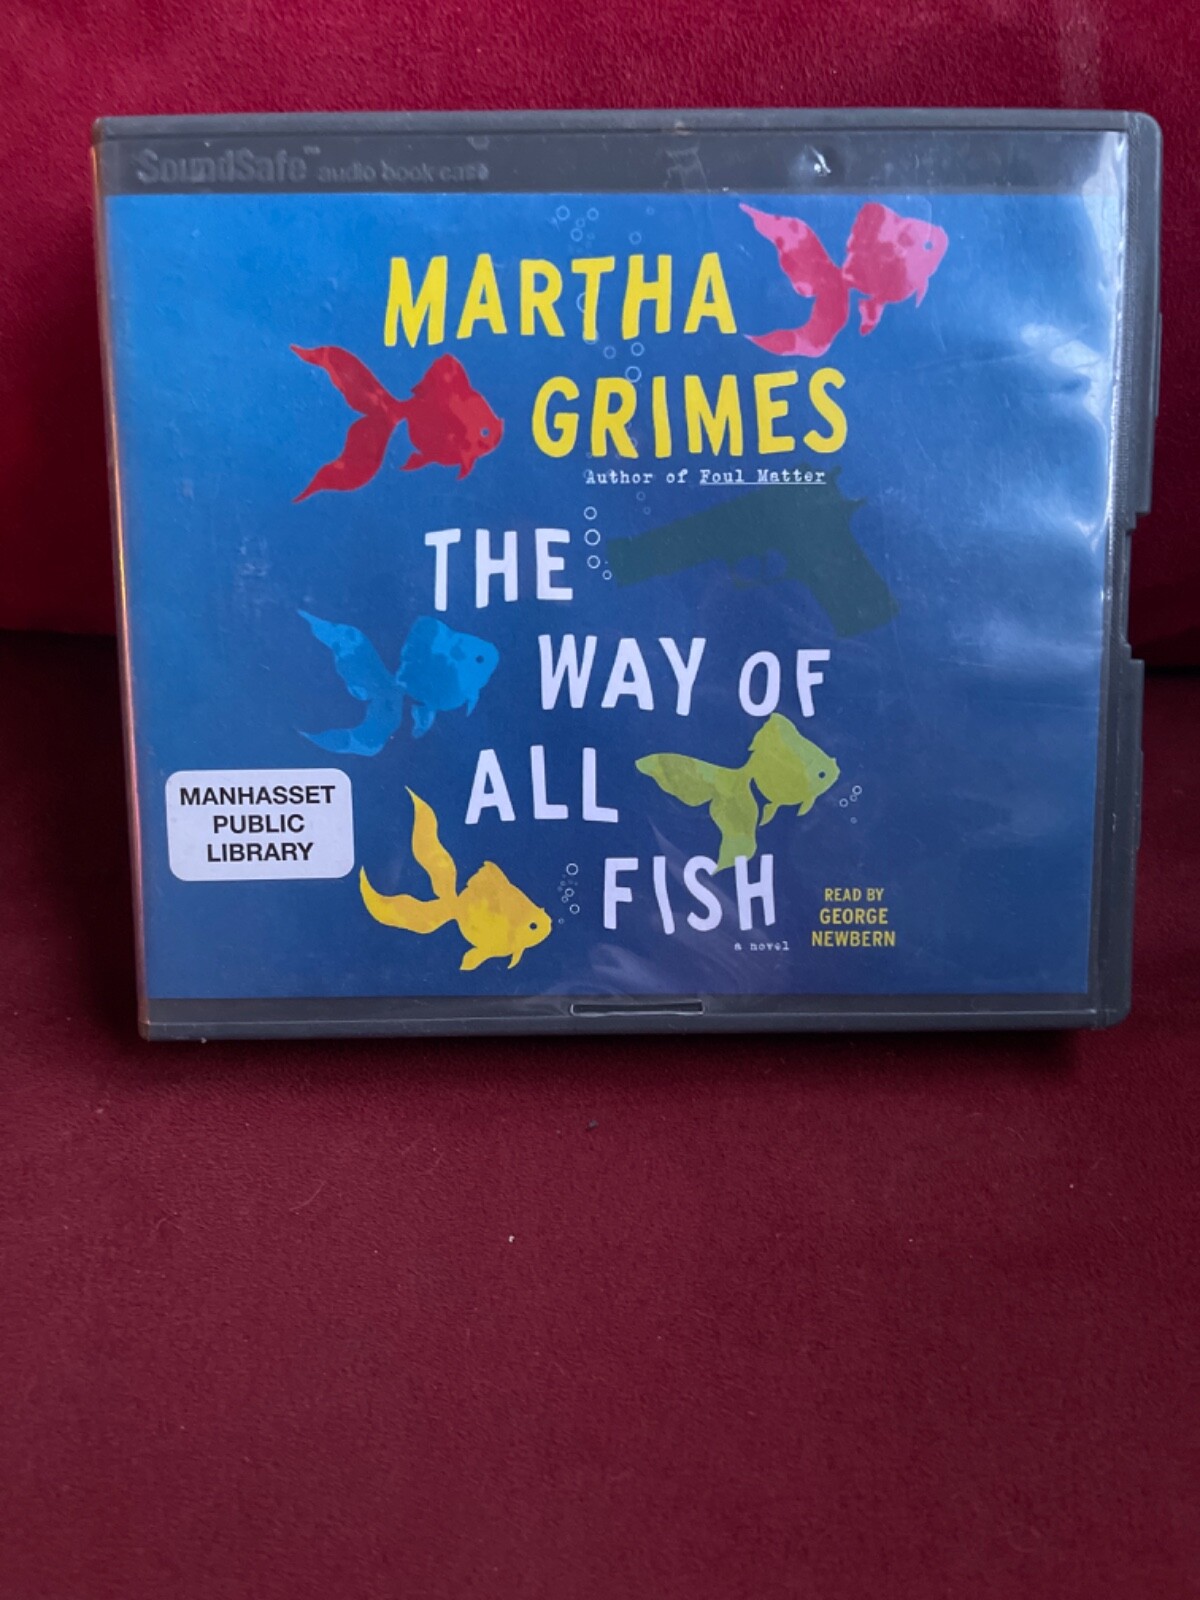 SoundSafe™ audio book case
MARTHA
GRIMES
Author of Foul Matter
THE
WAY OF
ALL
FISH
a novel
READ BY
GEORGE
NEWBERN
MANHASSET
PUBLIC
LIBRARY